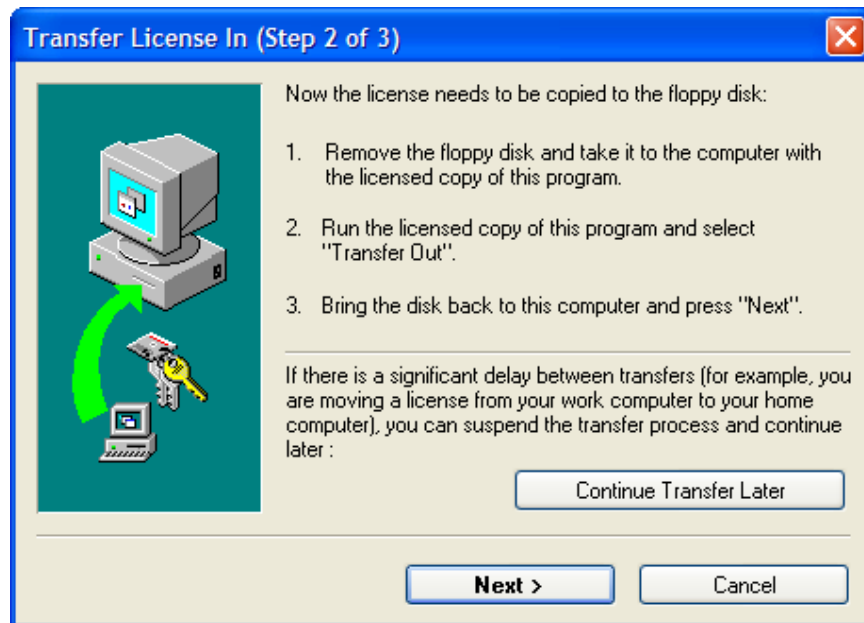 Transfer License In (Step 2 of 3)
Now the license needs to be copied to the floppy disk:
1. Remove the floppy disk and take it to the computer with
the licensed copy of this program.
2. Run the licensed copy of this program and select
"Transfer Out".
3. Bring the disk back to this computer and press "Next".
If there is a significant delay between transfers (for example, you
are moving a license from your work computer to your home
computer), you can suspend the transfer process and continue
later :
Continue Transfer Later
Next >
Cancel